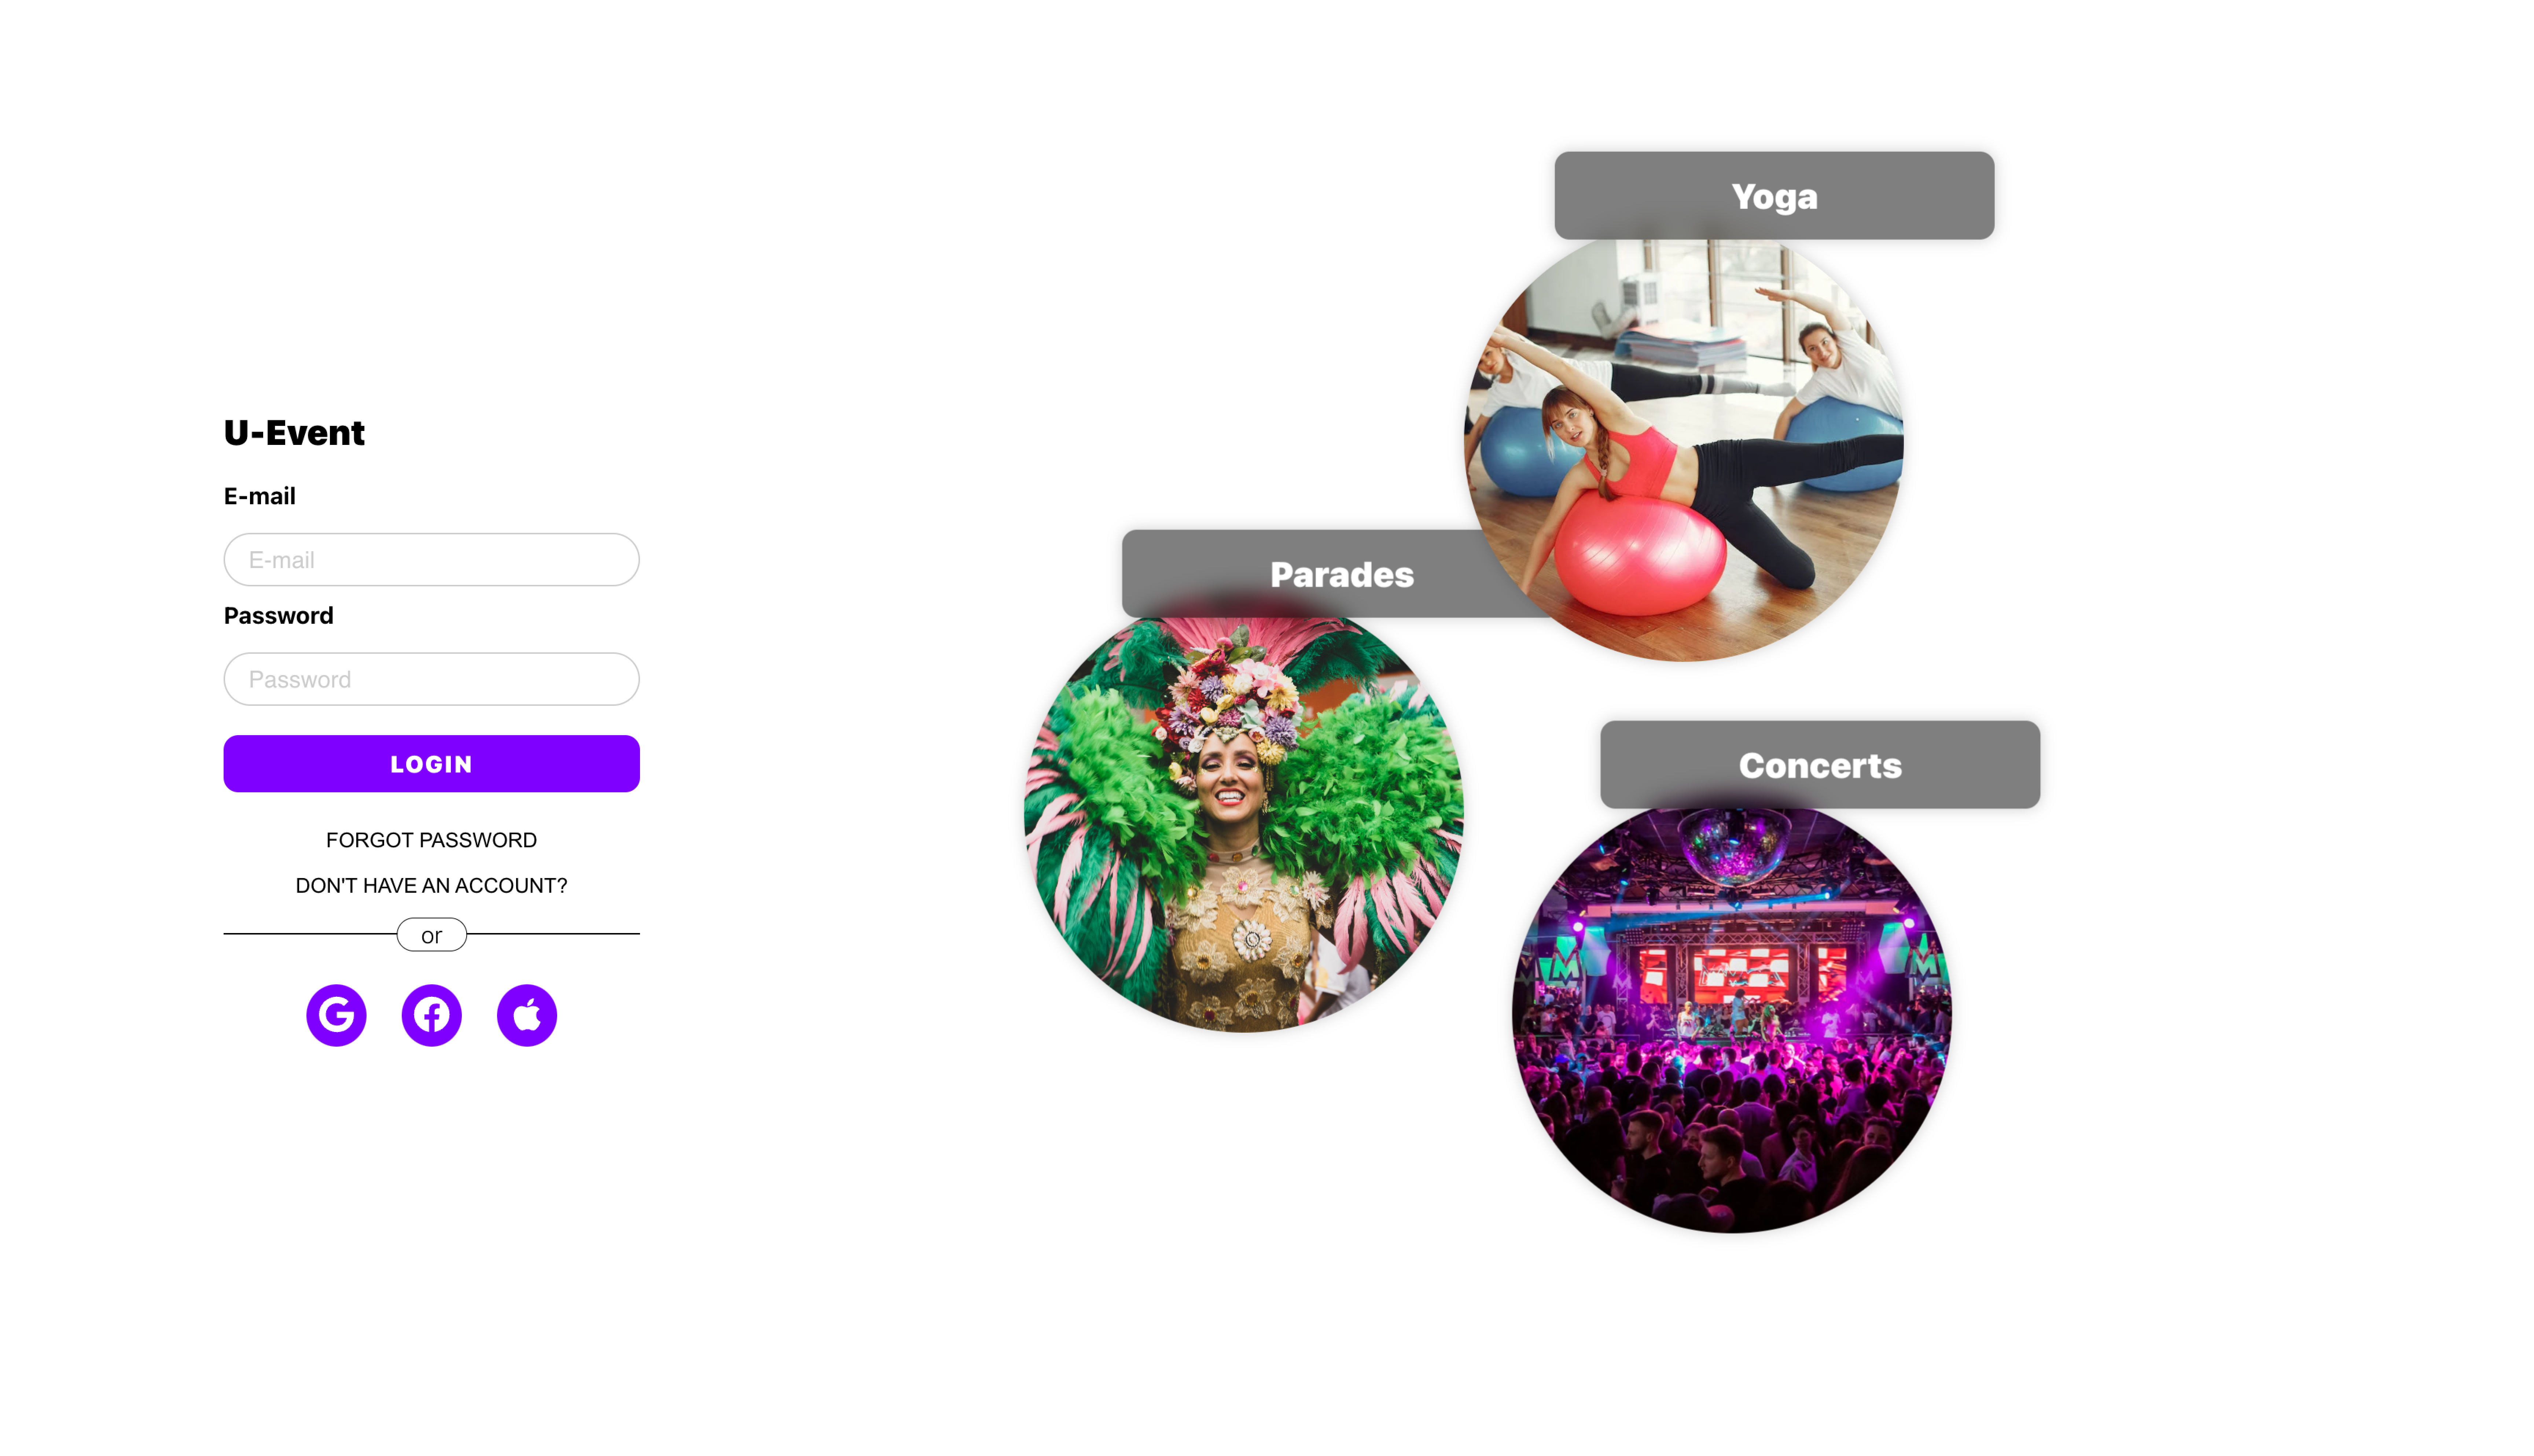 U-Event
E-mail
E-mail
Password
Password
LOGIN
FORGOT PASSWORD
DON'T HAVE AN ACCOUNT?
or
Yoga
Parades
Concerts